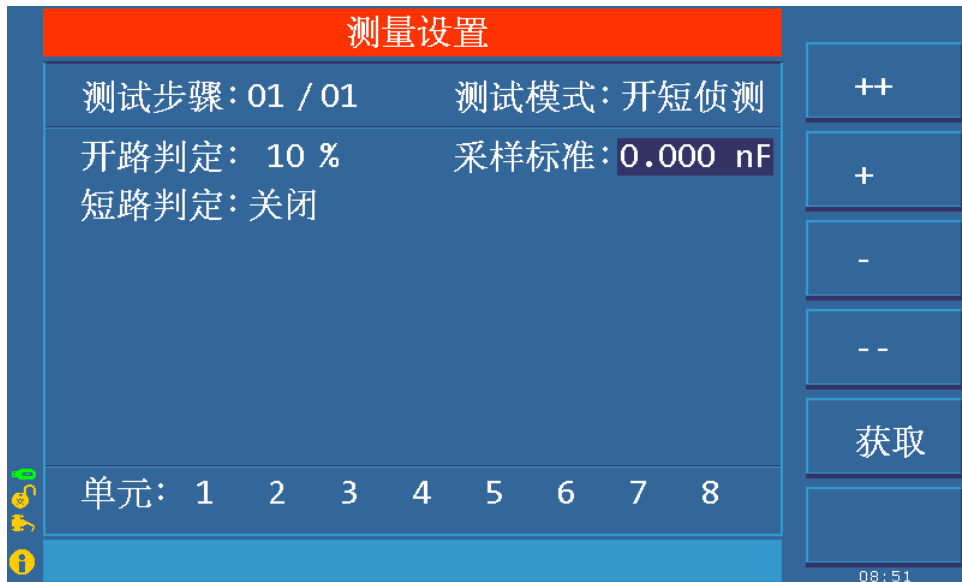 测量设置
测试步骤：01 / 01 测试模式：开短侦测
开路判定： 10 % 采样标准：0.000 nF
短路判定：关闭
单元： 1 2 3 4 5 6 7 8
++
+
-
--
获取
08:51